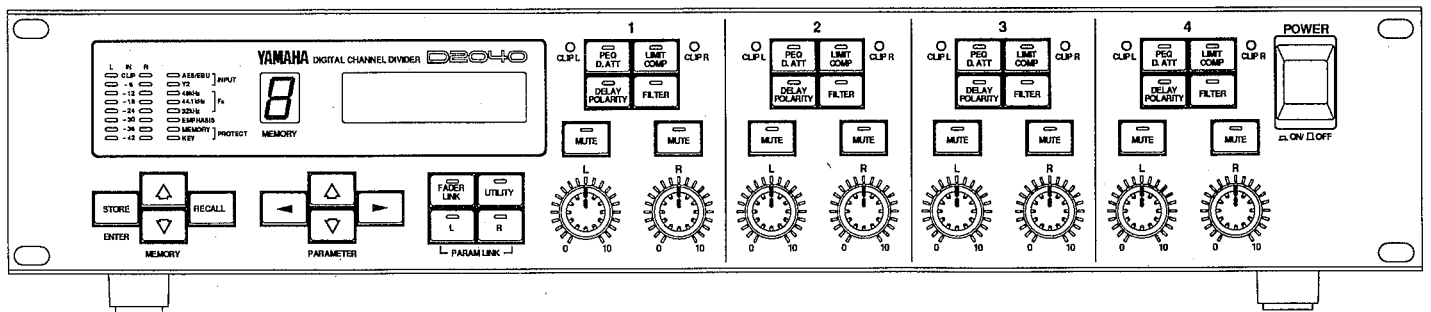 1 2 3 4 POWER
YAMAHA DIGITAL CHANNEL DIVIDER D2040
L IN R
CLIP
-6
-12
-18
-24
-30
-36
-42
AES/EBU
Y2
INPUT
48kHz
44.1kHz
32kHz
Fs
EMPHASIS
MEMORY
KEY
PROTECT
8
MEMORY
STORE
ENTER
RECALL
MEMORY
PARAMETER
FADER LINK
UTILITY
L R
PARAM LINK
CLIP L
PEQ D. ATT
LIMIT COMP
CLIP R
DELAY POLARITY
FILTER
MUTE MUTE
L R
0 10 0 10
CLIP L
PEQ D. ATT
LIMIT COMP
CLIP R
DELAY POLARITY
FILTER
MUTE MUTE
L R
0 10 0 10
CLIP L
PEQ D. ATT
LIMIT COMP
CLIP R
DELAY POLARITY
FILTER
MUTE MUTE
L R
0 10 0 10
CLIP L
PEQ D. ATT
LIMIT COMP
CLIP R
DELAY POLARITY
FILTER
MUTE MUTE
L R
0 10 0 10
ON/ OFF